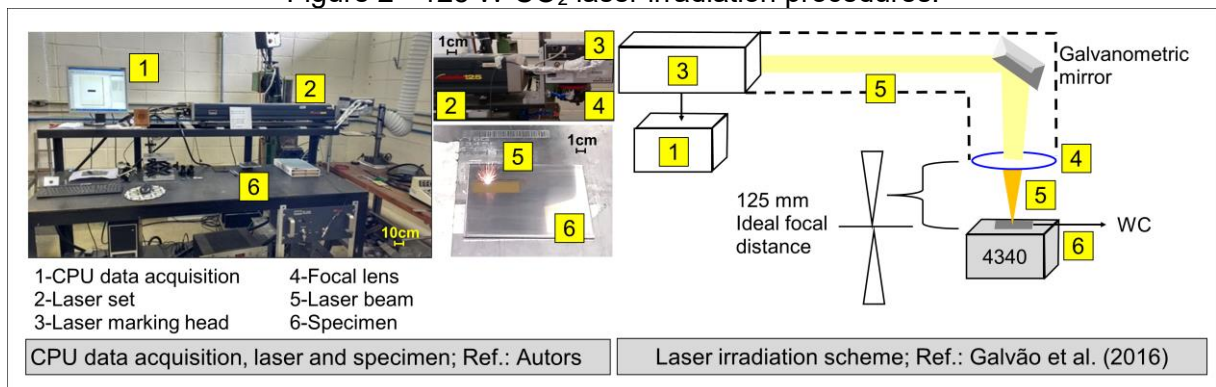 Figure 2 – 125 W CO₂ laser irradiation procedures.
1
2
6
10cm
1cm
3
2
4
1cm
5
6
3
1
5
Galvanometric
mirror
4
5
125 mm
Ideal focal
distance
WC
6
4340
1-CPU data acquisition
2-Laser set
3-Laser marking head
4-Focal lens
5-Laser beam
6-Specimen
CPU data acquisition, laser and specimen; Ref.: Autors
Laser irradiation scheme; Ref.: Galvão et al. (2016)